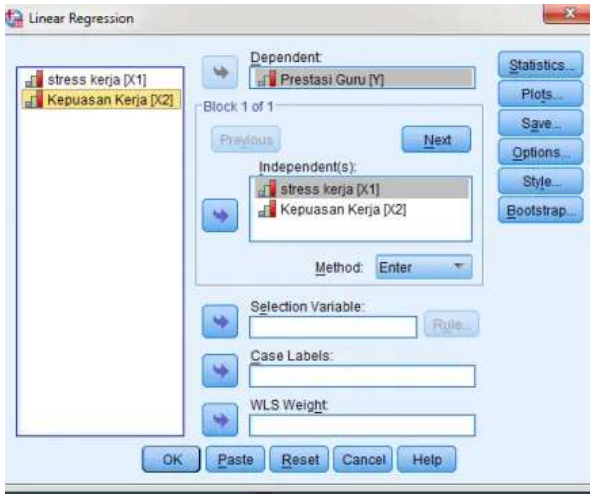 Linear Regression
stress kerja [X1]
Kepuasan Kerja [X2]
Dependent:
Prestasi Guru [Y]
Block 1 of 1
Previous
Next
Independent(s):
stress kerja [X1]
Kepuasan Kerja [X2]
Method: Enter
Selection Variable:
Rule...
Case Labels:
WLS Weight:
Statistics...
Plots...
Save...
Options...
Style...
Bootstrap...
OK Paste Reset Cancel Help